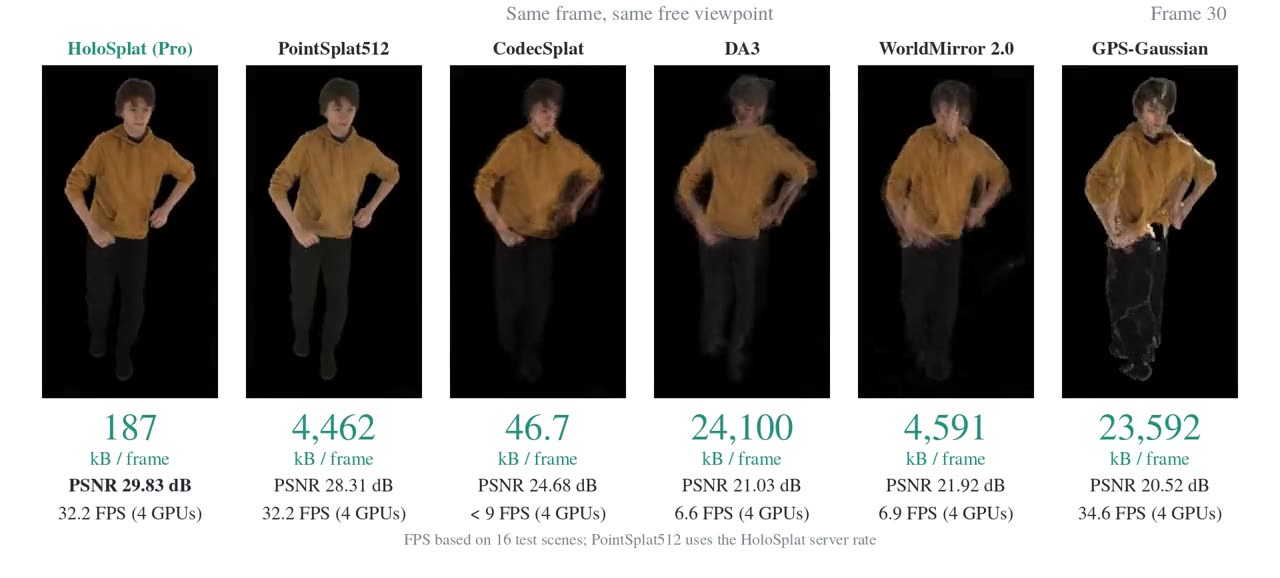 Same frame, same free viewpoint
Frame 30
HoloSplat (Pro)
PointSplat512
CodecSplat
DA3
WorldMirror 2.0
GPS-Gaussian
187
4,462
46.7
24,100
4,591
23,592
kB / frame
kB / frame
kB / frame
kB / frame
kB / frame
kB / frame
PSNR 29.83 dB
PSNR 28.31 dB
PSNR 24.68 dB
PSNR 21.03 dB
PSNR 21.92 dB
PSNR 20.52 dB
32.2 FPS (4 GPUs)
32.2 FPS (4 GPUs)
< 9 FPS (4 GPUs)
6.6 FPS (4 GPUs)
6.9 FPS (4 GPUs)
34.6 FPS (4 GPUs)
FPS based on 16 test scenes; PointSplat512 uses the HoloSplat server rate